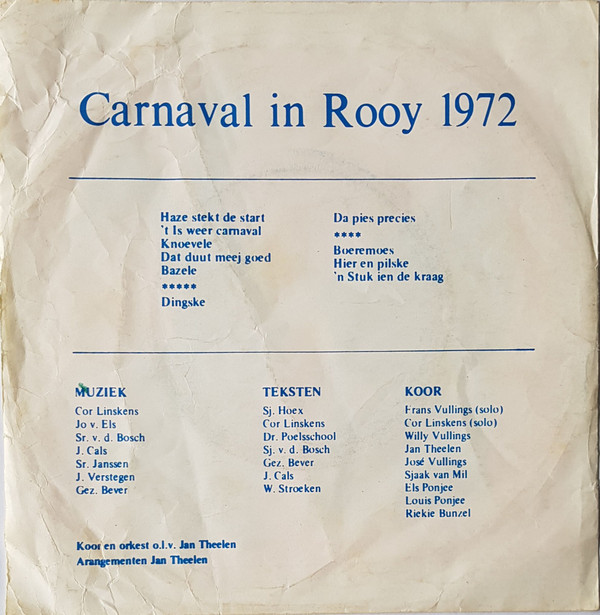 Carnaval in Rooy 1972
Haze stekt de start
't Is weer carnaval
Knoevele
Dat duut meej goed
Bazele
*****
Dingske
Da pies precies
****
Boeremoes
Hier en pilske
'n Stuk ien de kraag
MUZIEK
Cor Linskens
Jo v. Els
Sr. v. d. Bosch
J. Cals
Sr. Janssen
J. Verstegen
Gez. Bever
TEKSTEN
Sj. Hoex
Cor Linskens
Dr. Poelsschool
Sj. v. d. Bosch
Gez. Bever
J. Cals
W. Stroeken
KOOR
Frans Vullings (solo)
Cor Linskens (solo)
Willy Vullings
Jan Theelen
José Vullings
Sjaak van Mil
Els Ponjee
Louis Ponjee
Riekie Bunzel
Koor en orkest o.l.v. Jan Theelen
Arangementen Jan Theelen